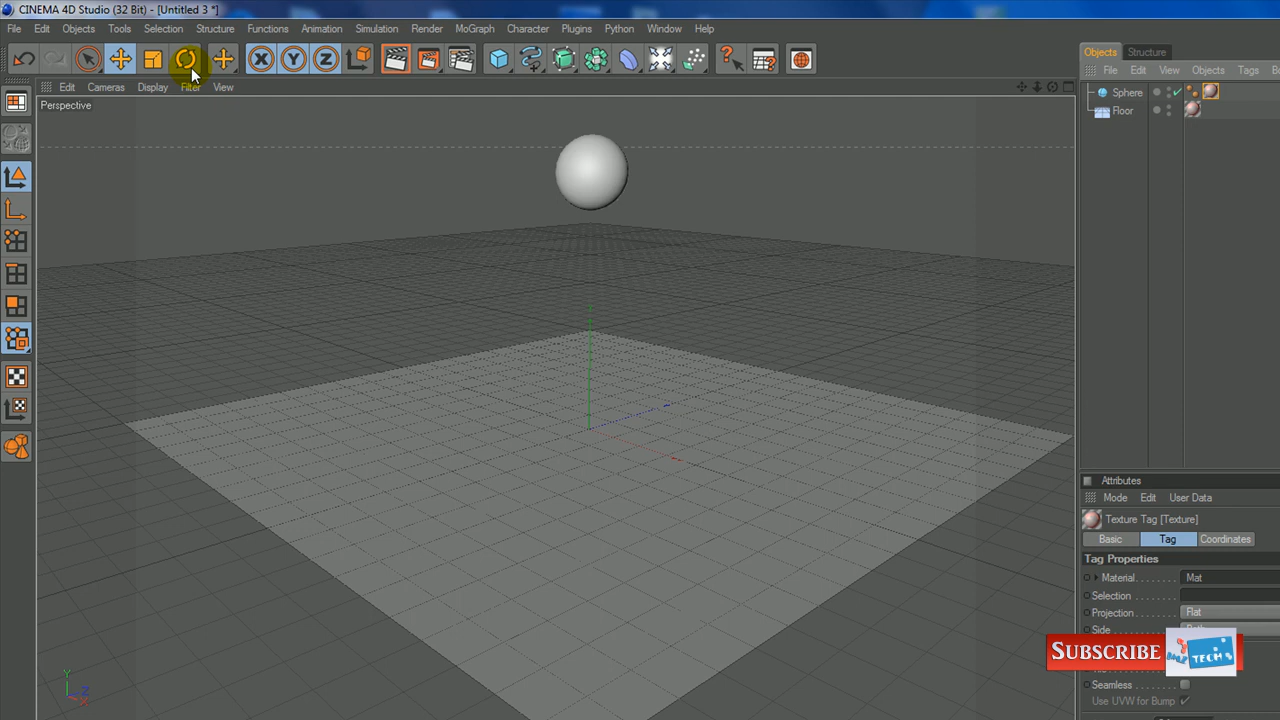 CINEMA 4D Studio (32 Bit) - [Untitled 3 *]
File Edit Objects Tools Selection Structure Functions Animation Simulation Render MoGraph Character Plugins Python Window Help
X Y Z
Objects Structure
File Edit View Objects Tags
Edit Cameras Display Filter View
Perspective
Sphere
Floor
Attributes
Mode Edit User Data
Texture Tag [Texture]
Basic Tag Coordinates
Tag Properties
Material Mat
Selection
Projection Flat
Side
SUBSCRIBE
TECH
Seamless
Use UVW for Bump
Y
Z
X